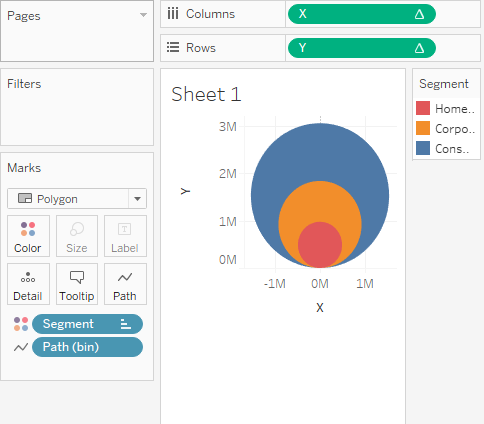 Pages
Columns
X
Δ
Rows
Y
Δ
Filters
Marks
Polygon
Color
Size
T
Label
Detail
Tooltip
Path
Segment
Path (bin)
Sheet 1
3M
2M
1M
0M
Y
-1M
0M
1M
X
Segment
Home..
Corpo..
Cons..